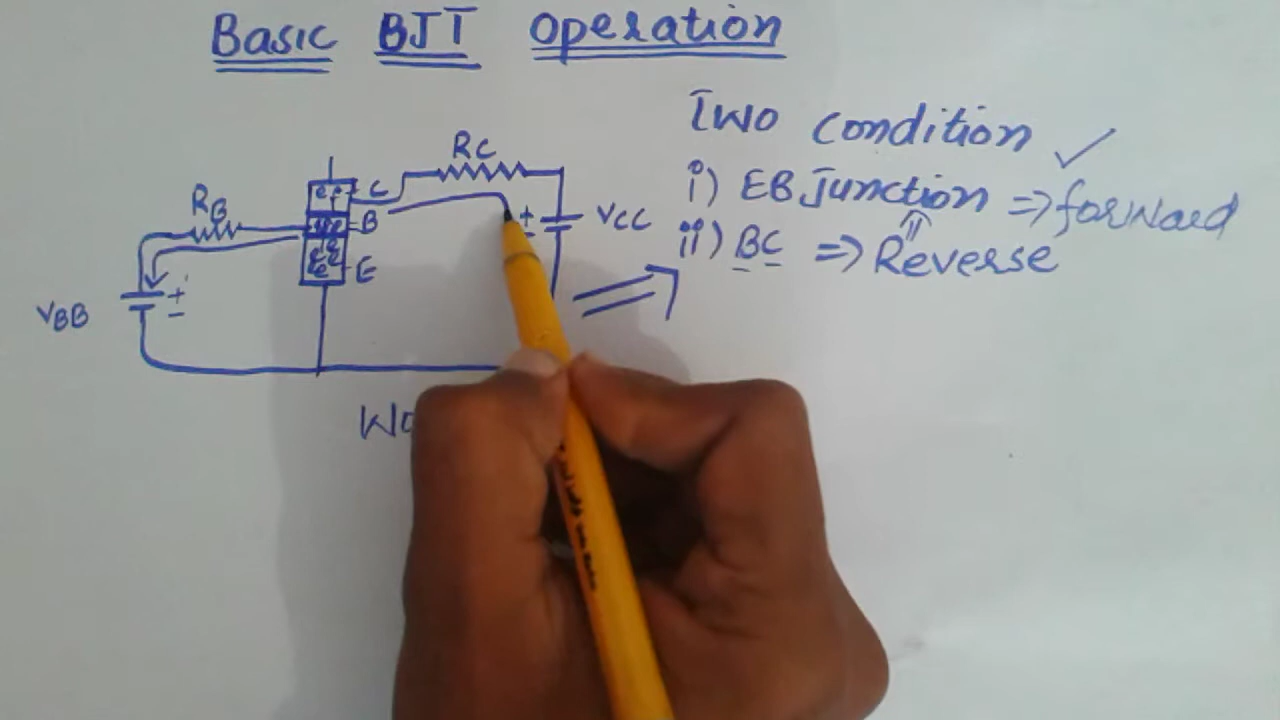 Basic BJT Operation
Two condition
i) EB Junction => forward
ii) BC => Reverse
RC
RB
C
B
E
+
-
VCC
VBB
+
-